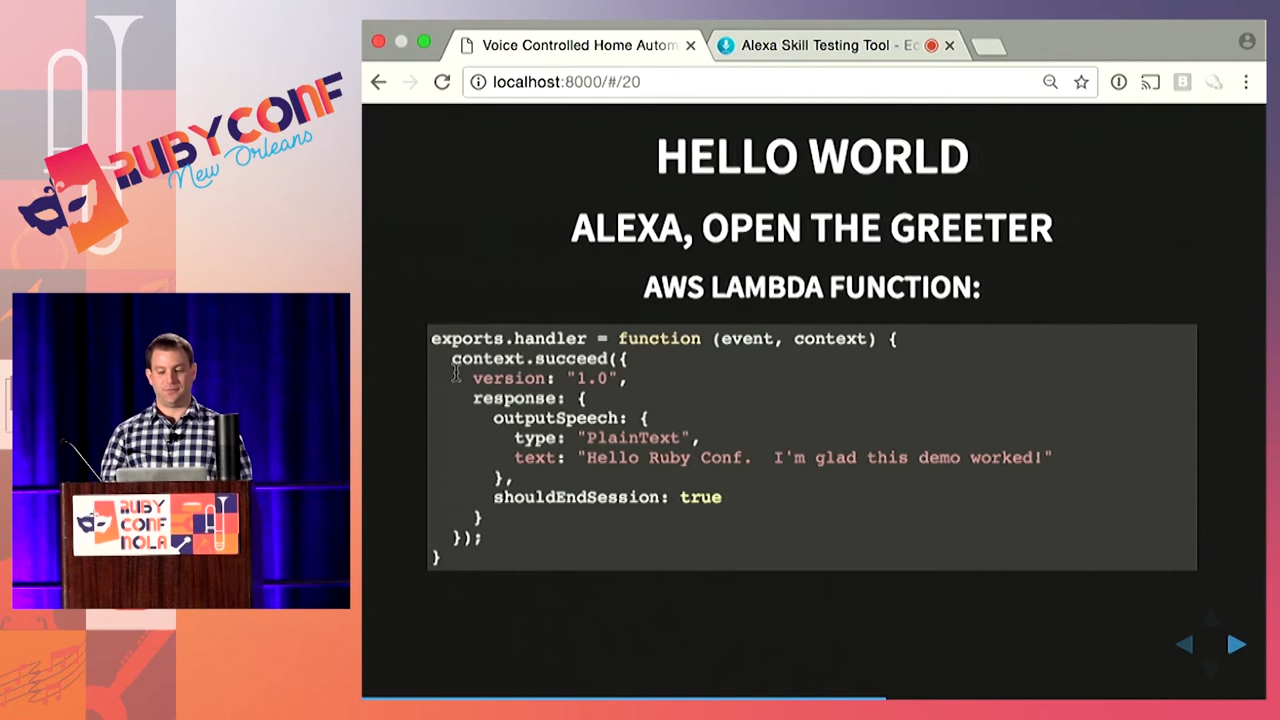 RUBYCONF
New Orleans
RUBY
CONF
NOLA
Voice Controlled Home Autom
Alexa Skill Testing Tool - Ec
localhost:8000/#/20
HELLO WORLD
ALEXA, OPEN THE GREETER
AWS LAMBDA FUNCTION:
exports.handler = function (event, context) {
context.succeed({
version: "1.0",
response: {
outputSpeech: {
type: "PlainText",
text: "Hello Ruby Conf.  I'm glad this demo worked!"
},
shouldEndSession: true
}
});
}